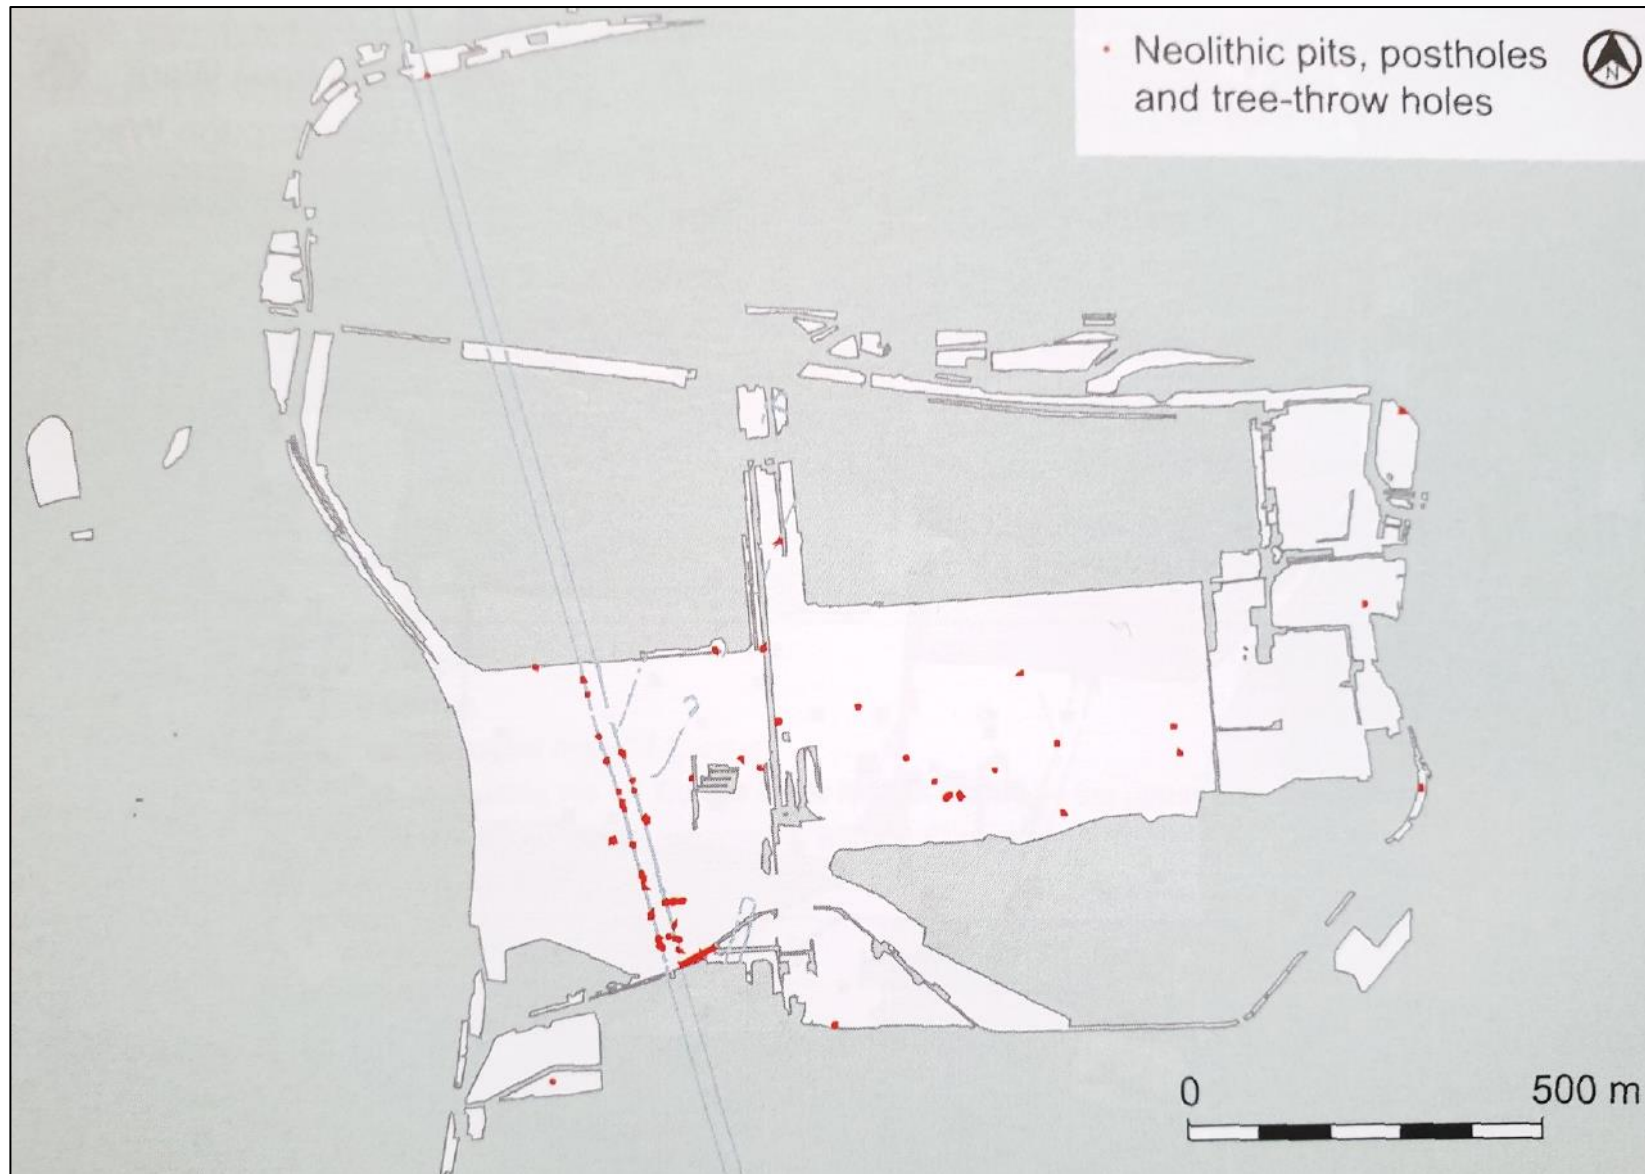 Neolithic pits, postholes
and tree-throw holes
N
0 500 m